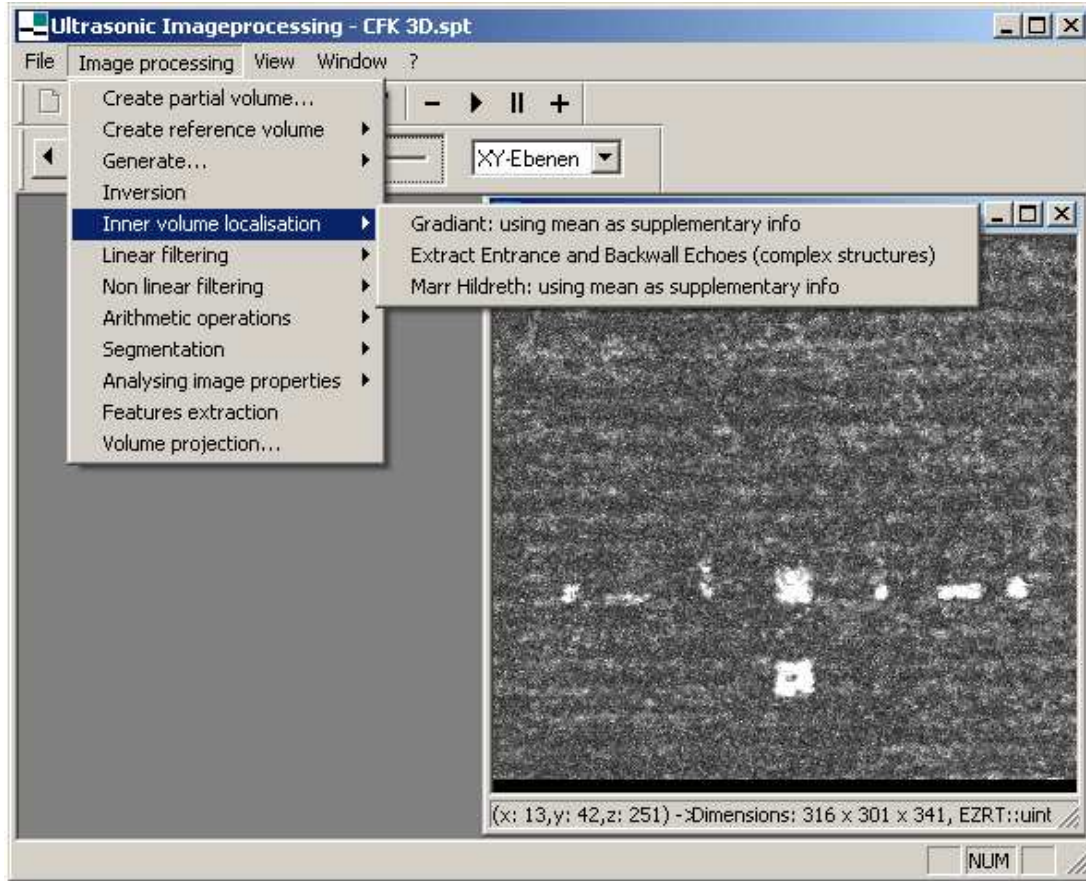 Ultrasonic Imageprocessing - CFK 3D.spt
File Image processing View Window ?
Create partial volume...
Create reference volume
Generate...
XY-Ebenen
Inversion
Inner volume localisation
Gradiant: using mean as supplementary info
Linear filtering
Extract Entrance and Backwall Echoes (complex structures)
Non linear filtering
Marr Hildreth: using mean as supplementary info
Arithmetic operations
Segmentation
Analysing image properties
Features extraction
Volume projection...
(x: 13,y: 42,z: 251) ->Dimensions: 316 x 301 x 341, EZRT::uint
NUM